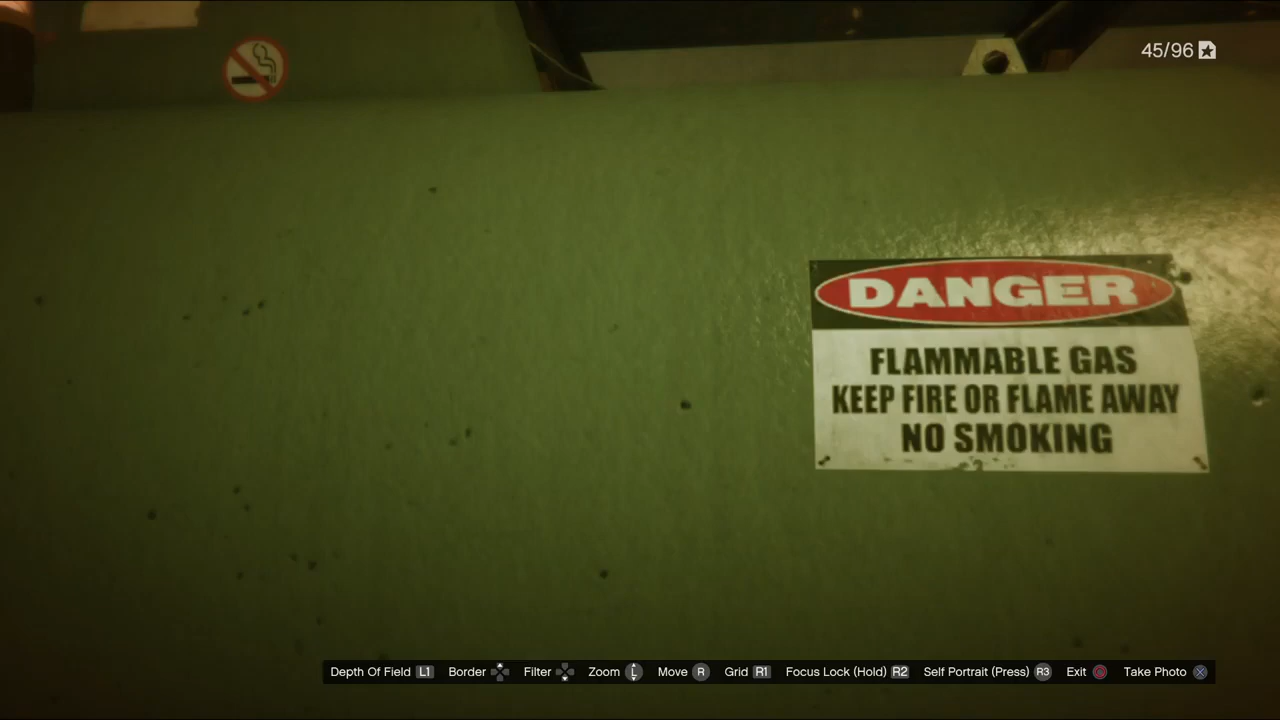 45/96
DANGER
FLAMMABLE GAS
KEEP FIRE OR FLAME AWAY
NO SMOKING
Depth Of Field L1 Border Filter Zoom L Move R Grid R1 Focus Lock (Hold) R2 Self Portrait (Press) R3 Exit Take Photo